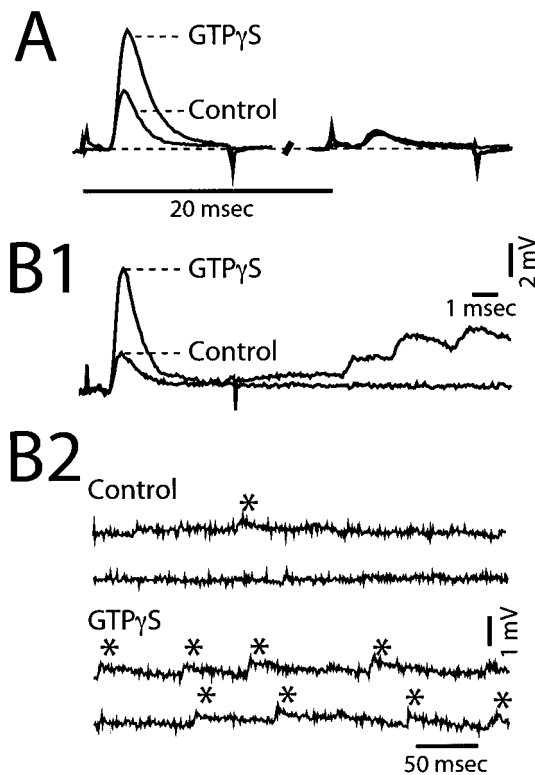 A
GTPγS
Control
20 msec
B1
GTPγS
2 mV
1 msec
Control
B2
Control
*
GTPγS
1 mV
* * * *
* * * *
50 msec